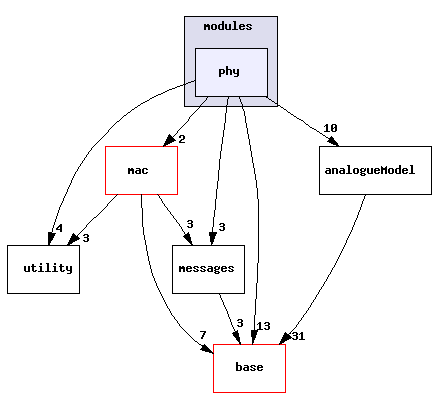 modules
phy
10
2
mac
analogueModel
4
3
3
3
utility
messages
3
13
7
31
base